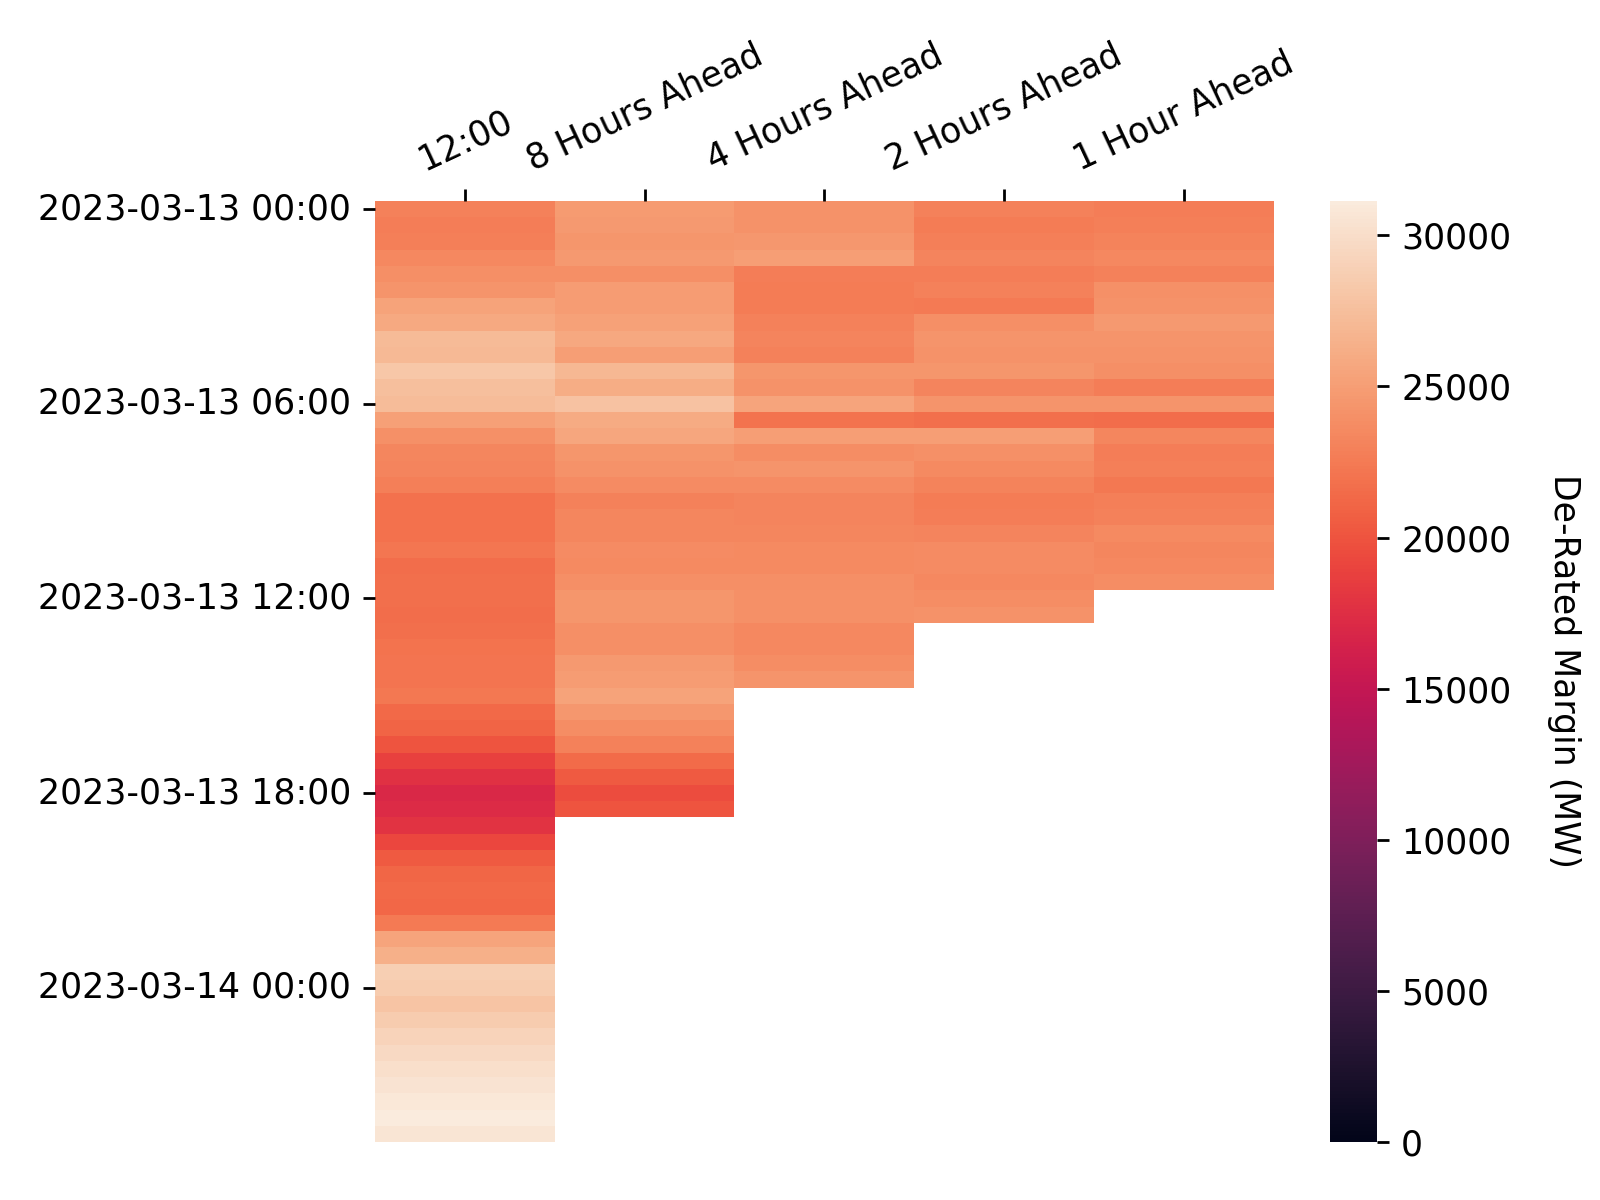 12:00
8 Hours Ahead
4 Hours Ahead
2 Hours Ahead
1 Hour Ahead
2023-03-13 00:00
2023-03-13 06:00
2023-03-13 12:00
2023-03-13 18:00
2023-03-14 00:00
30000
25000
20000
15000
10000
5000
0
De-Rated Margin (MW)